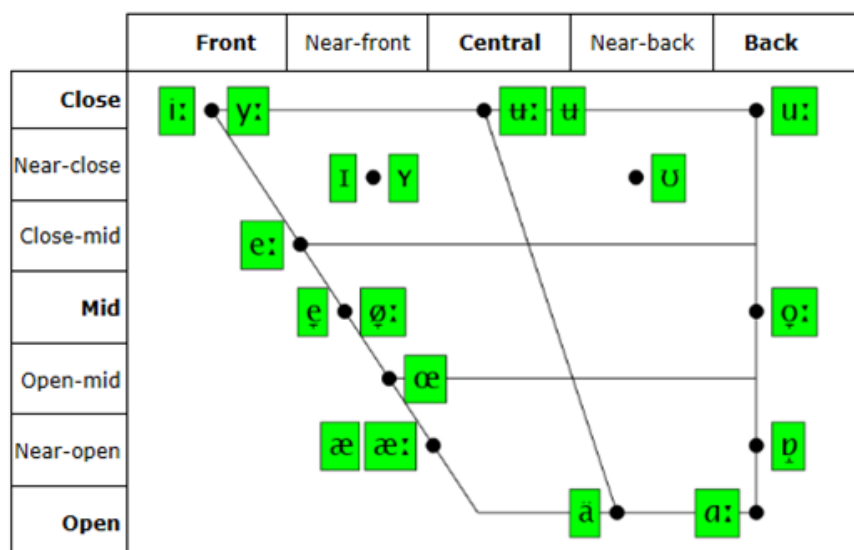 Front Near-front Central Near-back Back
Close iː yː ʉː ʉ uː
Near-close ɪ ʏ ʊ
Close-mid eː
Mid e̞ ø̞ː o̞ː
Open-mid œ
Near-open æ æː ɒ̝
Open ä ɑː